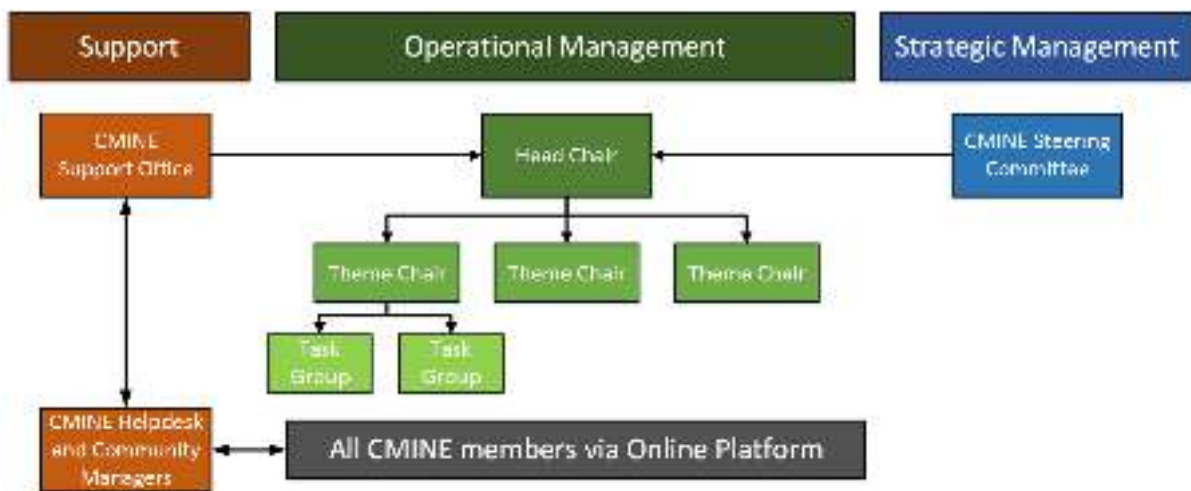 Support
Operational Management
Strategic Management
CMINE
Support Office
Head Chair
CMINE Steering
Committee
Theme Chair
Theme Chair
Theme Chair
Task
Group
Task
Group
CMINE Helpdesk
and Community
Managers
All CMINE members via Online Platform